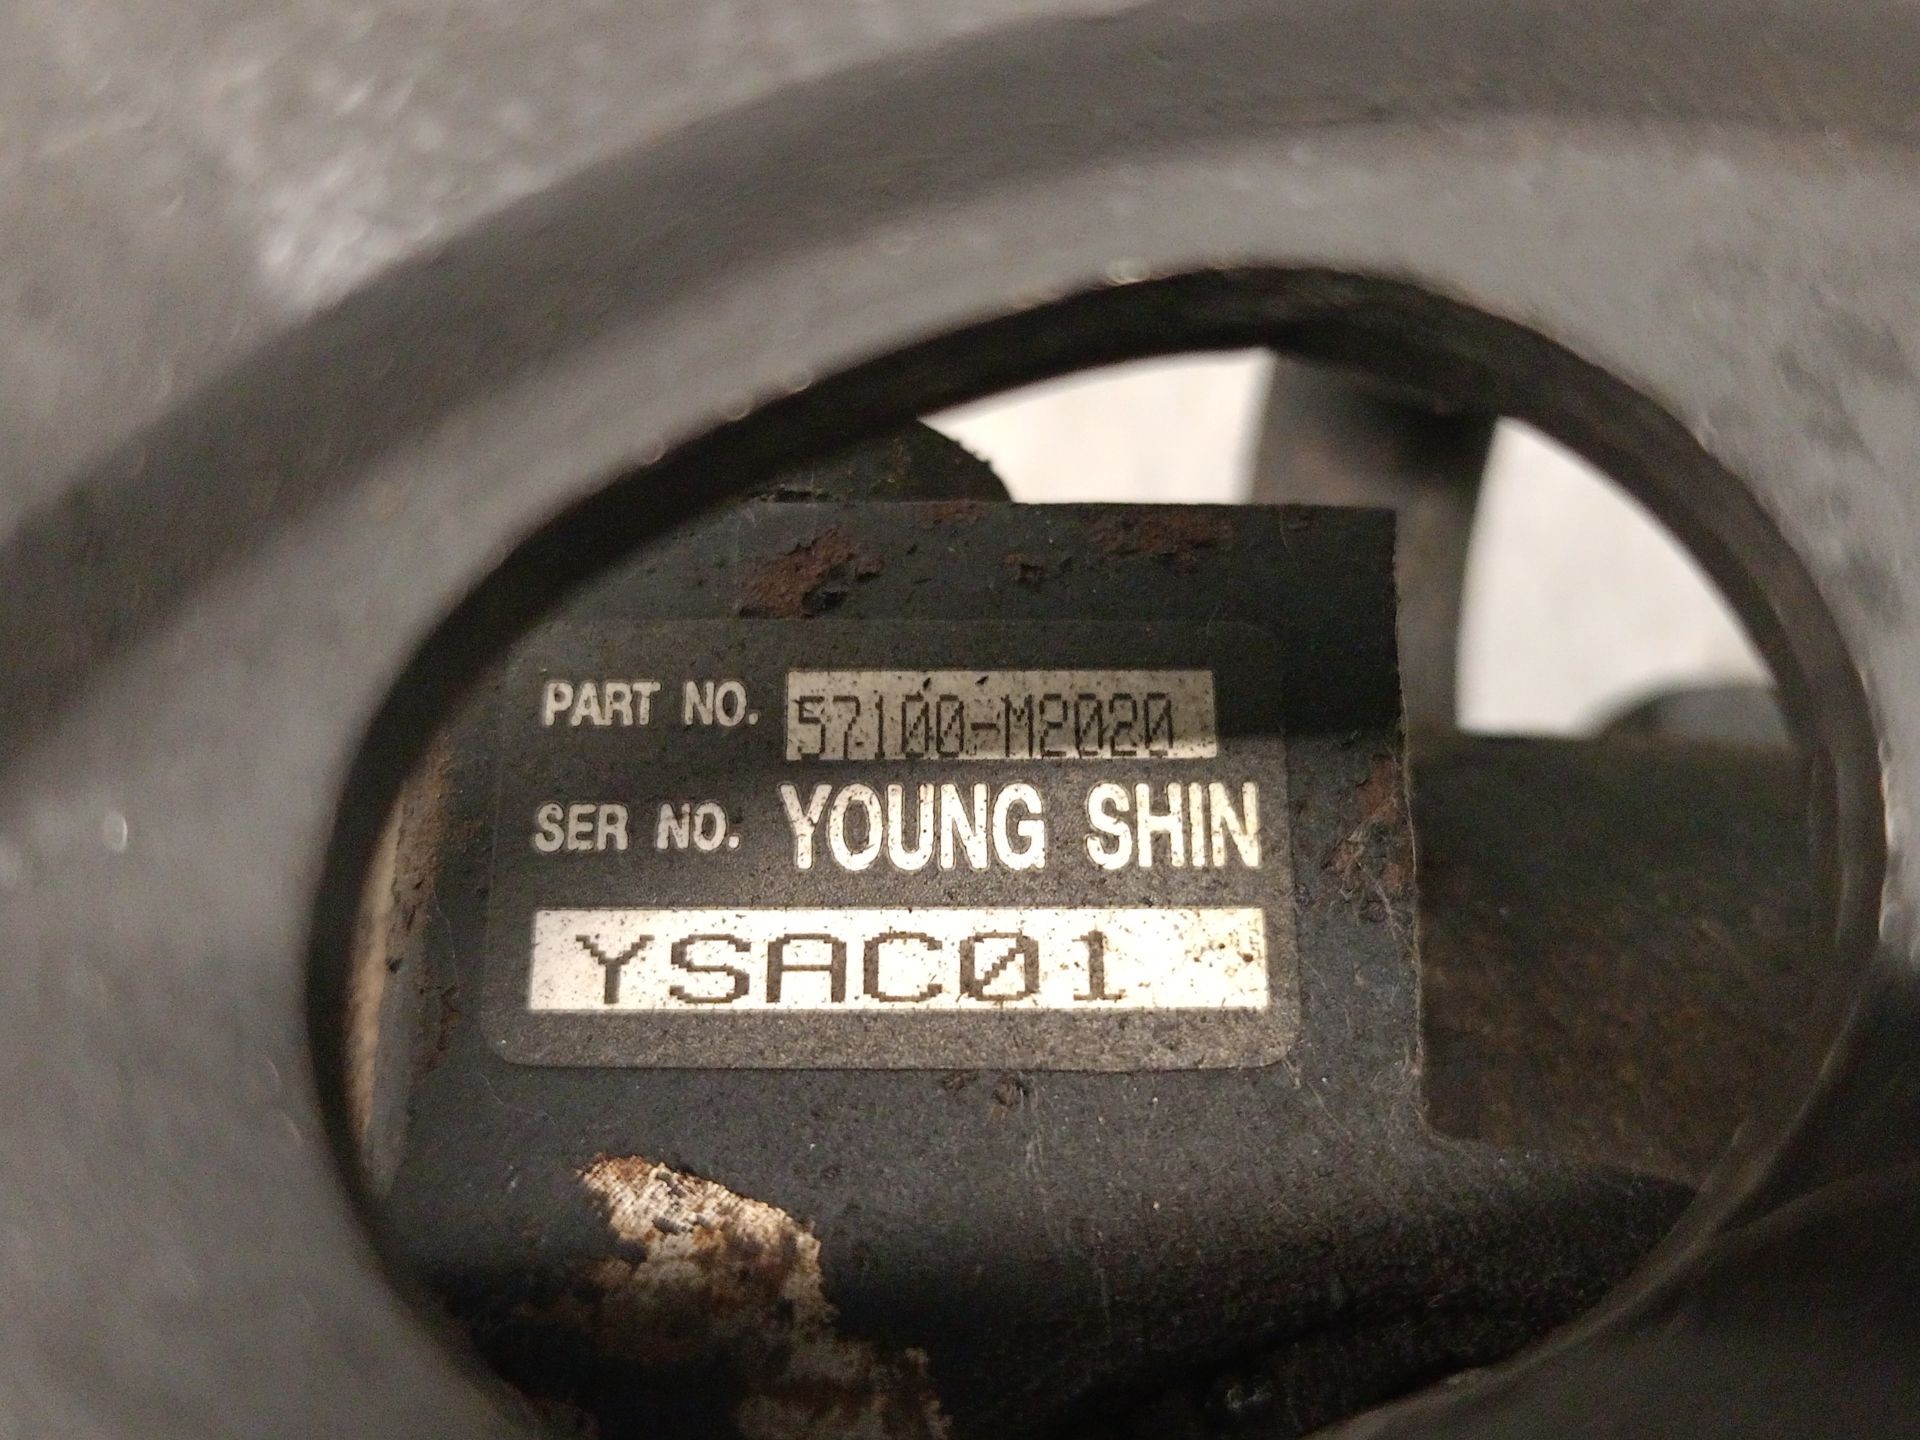 PART NO. 57100-M2020
SER NO. YOUNG SHIN
YSAC01